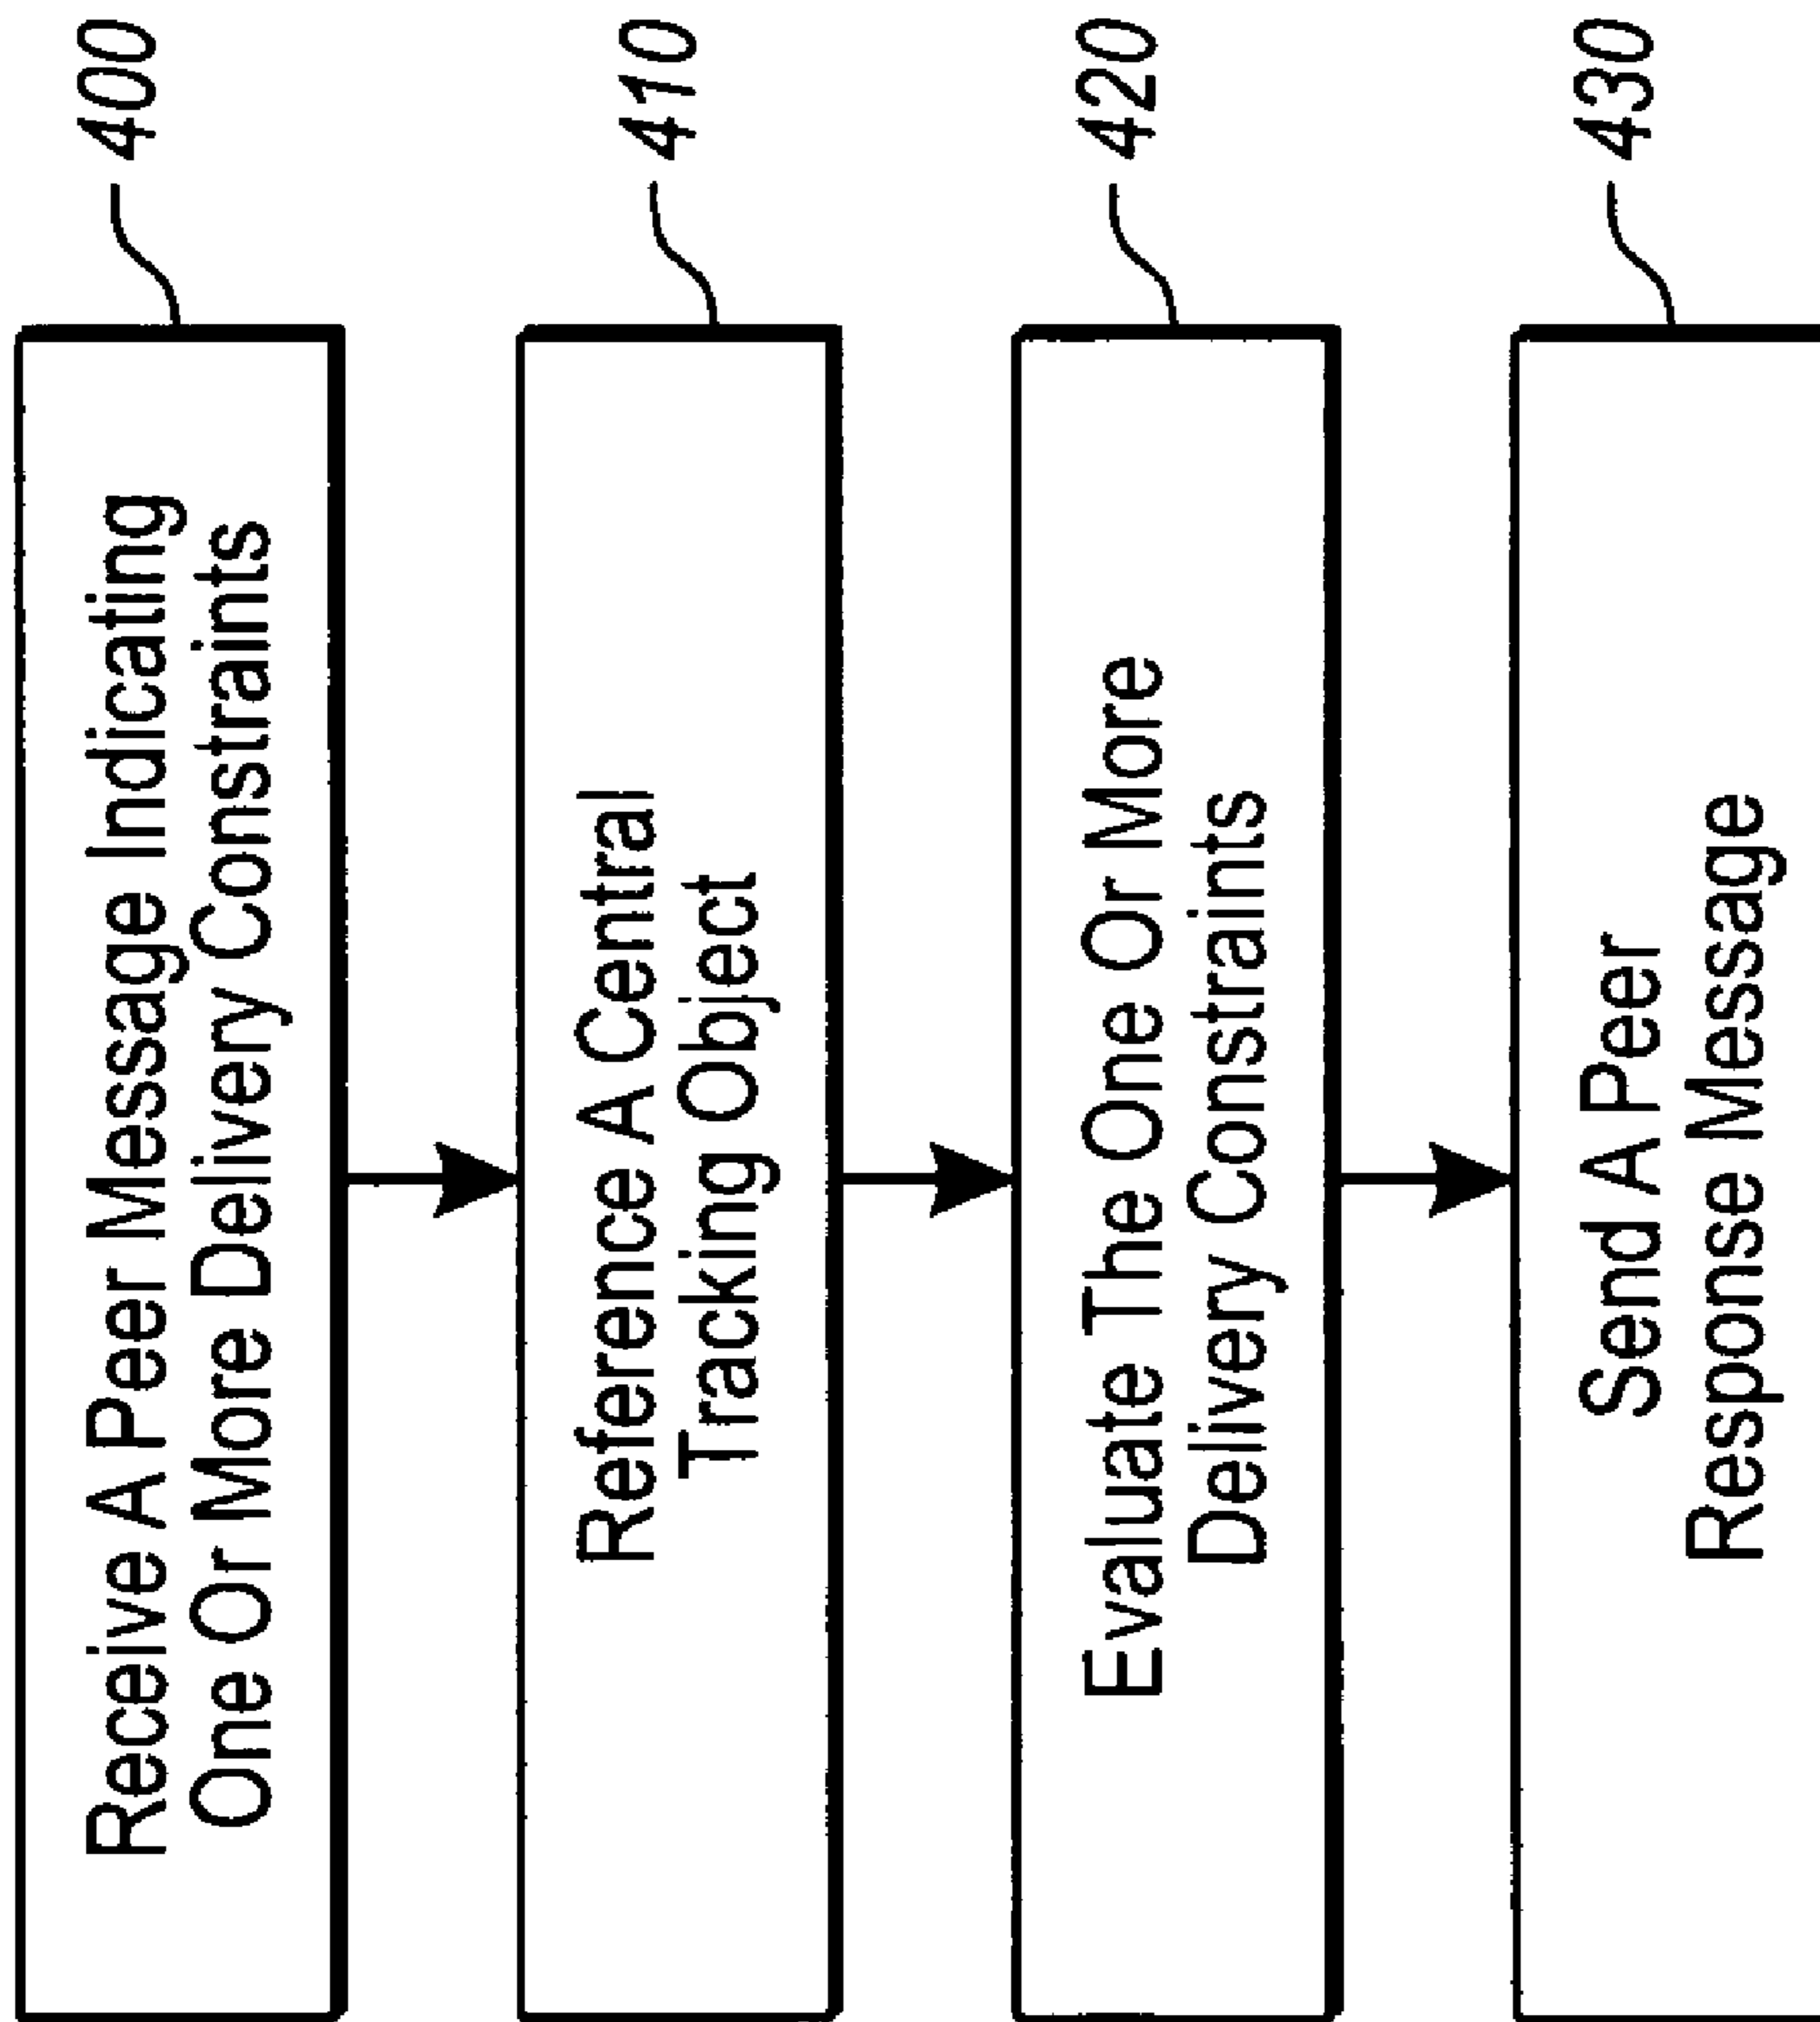 Receive A Peer Message Indicating
One Or More Delivery Constraints
400
Reference A Central
Tracking Object
410
Evaluate The One Or More
Delivery Constraints
420
Send A Peer
Response Message
430